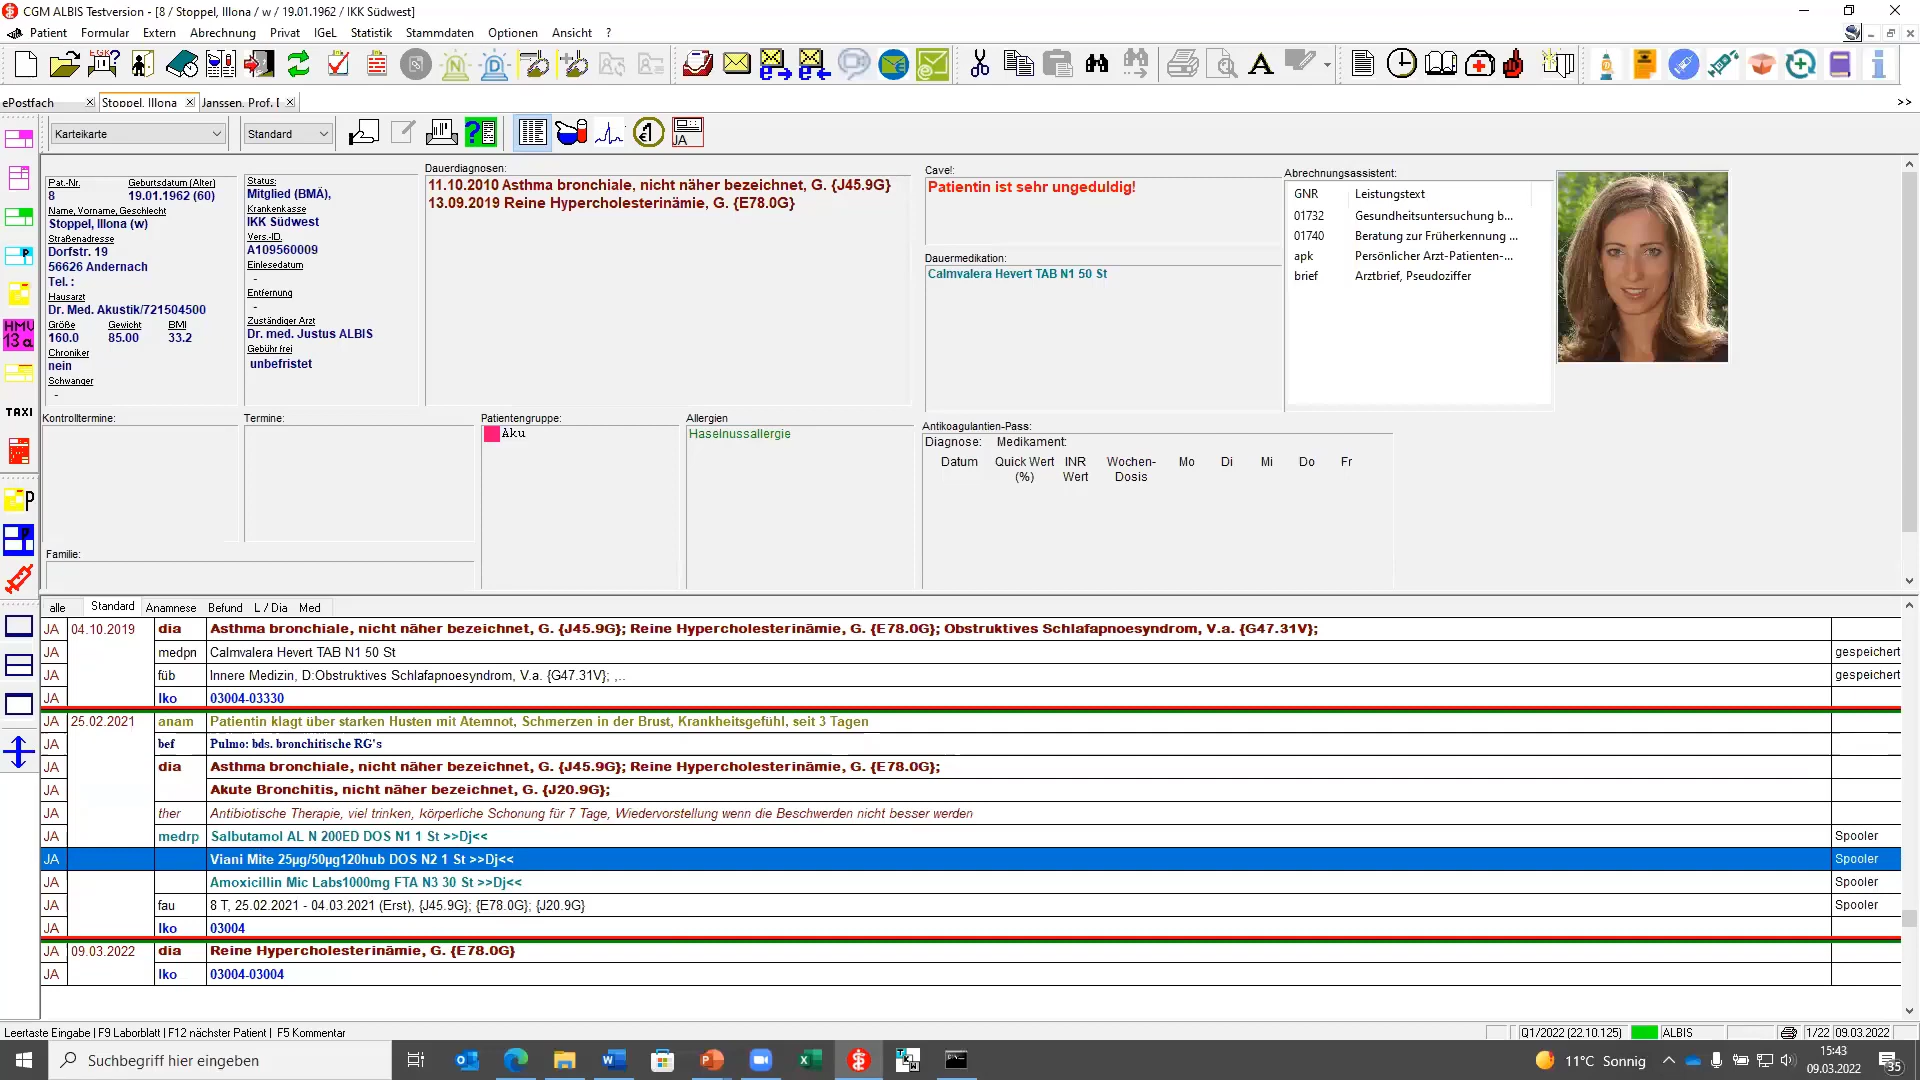 CGM ALBIS Testversion - [8 / Stoppel, Illona / w / 19.01.1962 / IKK Südwest]
Patient Formular Extern Abrechnung Privat IGeL Statistik Stammdaten Optionen Ansicht ?
EGK?
ePostfach Stoppel, Illona Janssen, Prof. [ >>
Karteikarte Standard JA
Pat.-Nr. Geburtsdatum (Alter)
8 19.01.1962 (60)
Name, Vorname, Geschlecht
Stoppel, Illona (w)
Straßenadresse
Dorfstr. 19
56626 Andernach
Tel. :
Hausarzt
Dr. Med. Akustik/721504500
Größe Gewicht BMI
160.0 85.00 33.2
Chroniker
nein
Schwanger
-
Status:
Mitglied (BMÄ),
Krankenkasse
IKK Südwest
Vers.-ID.
A109560009
Einlesedatum
-
Entfernung
-
Zuständiger Arzt
Dr. med. Justus ALBIS
Gebühr frei
unbefristet
Dauerdiagnosen:
11.10.2010 Asthma bronchiale, nicht näher bezeichnet, G. {J45.9G}
13.09.2019 Reine Hypercholesterinämie, G. {E78.0G}
Cavel:
Patientin ist sehr ungeduldig!
Dauermedikation:
Calmvalera Hevert TAB N1 50 St
Abrechnungsassistent:
GNR Leistungstext
01732 Gesundheitsuntersuchung b...
01740 Beratung zur Früherkennung ...
apk Persönlicher Arzt-Patienten-...
brief Arztbrief, Pseudoziffer
HMV
13a
TAXI
P
Kontrolltermine:
Termine:
Patientengruppe:
Aku
Allergien
Haselnussallergie
Antikoagulantien-Pass:
Diagnose: Medikament:
Datum Quick Wert (%) INR Wert Wochen-Dosis Mo Di Mi Do Fr
Familie:
alle Standard Anamnese Befund L / Dia Med
JA 04.10.2019 dia Asthma bronchiale, nicht näher bezeichnet, G. {J45.9G}; Reine Hypercholesterinämie, G. {E78.0G}; Obstruktives Schlafapnoesyndrom, V.a. {G47.31V};
JA medpn Calmvalera Hevert TAB N1 50 St gespeichert
JA füb Innere Medizin, D:Obstruktives Schlafapnoesyndrom, V.a. {G47.31V}; ,.. gespeichert
JA lko 03004-03330
JA 25.02.2021 anam Patientin klagt über starken Husten mit Atemnot, Schmerzen in der Brust, Krankheitsgefühl, seit 3 Tagen
JA bef Pulmo: bds. bronchitische RG's
JA dia Asthma bronchiale, nicht näher bezeichnet, G. {J45.9G}; Reine Hypercholesterinämie, G. {E78.0G};
JA Akute Bronchitis, nicht näher bezeichnet, G. {J20.9G};
JA ther Antibiotische Therapie, viel trinken, körperliche Schonung für 7 Tage, Wiedervorstellung wenn die Beschwerden nicht besser werden
JA medrp Salbutamol AL N 200ED DOS N1 1 St >>Dj<< Spooler
JA Viani Mite 25µg/50µg120hub DOS N2 1 St >>Dj<< Spooler
JA Amoxicillin Mic Labs1000mg FTA N3 30 St >>Dj<< Spooler
JA fau 8 T, 25.02.2021 - 04.03.2021 (Erst), {J45.9G}; {E78.0G}; {J20.9G} Spooler
JA lko 03004
JA 09.03.2022 dia Reine Hypercholesterinämie, G. {E78.0G}
JA lko 03004-03004
Leertaste Eingabe | F9 Laborblatt | F12 nächster Patient | F5 Kommentar Q1/2022 (22.10.125) ALBIS 1/22 09.03.2022
Suchbegriff hier eingeben 11°C Sonnig 15:43
09.03.2022 35